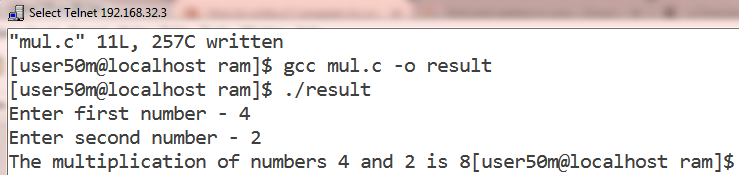 Select Telnet 192.168.32.3
"mul.c" 11L, 257C written
[user50m@localhost ram]$ gcc mul.c -o result
[user50m@localhost ram]$ ./result
Enter first number - 4
Enter second number - 2
The multiplication of numbers 4 and 2 is 8[user50m@localhost ram]$